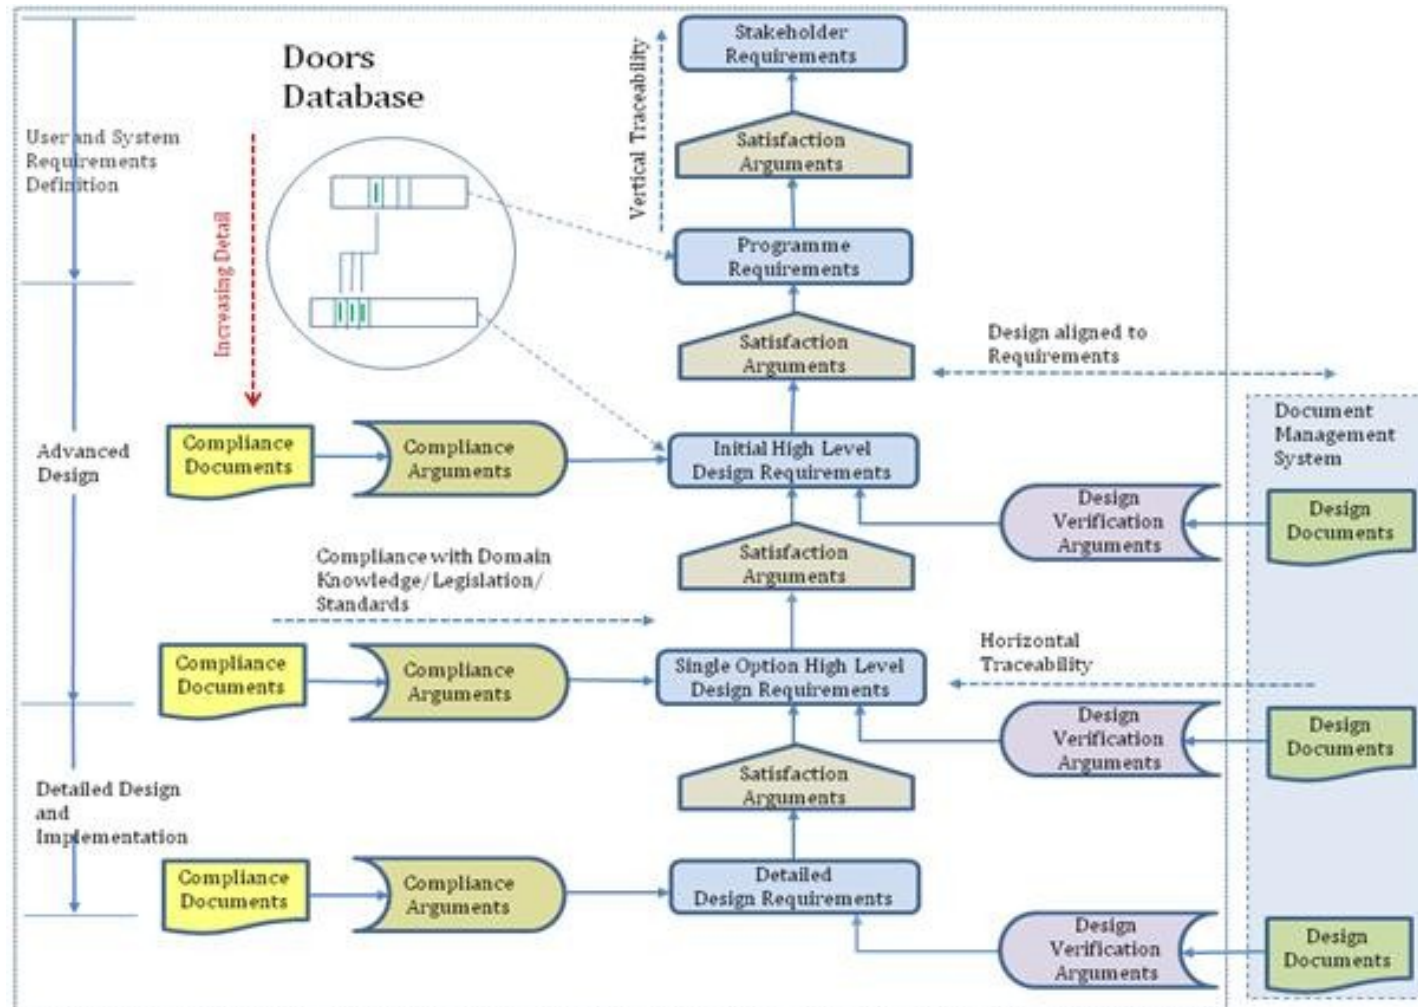 Doors
Database
Stakeholder
Requirements
Vertical Traceability
User and System
Requirements
Definition
Satisfaction
Arguments
Increasing Detail
Programme
Requirements
Satisfaction
Arguments
Design aligned to
Requirements
Document
Management
System
Advanced
Design
Compliance
Documents
Compliance
Arguments
Initial High Level
Design Requirements
Design
Verification
Arguments
Design
Documents
Compliance with Domain
Knowledge/Legislation/
Standards
Satisfaction
Arguments
Horizontal
Traceability
Compliance
Documents
Compliance
Arguments
Single Option High Level
Design Requirements
Design
Verification
Arguments
Design
Documents
Detailed Design
and
Implementation
Satisfaction
Arguments
Compliance
Documents
Compliance
Arguments
Detailed
Design Requirements
Design
Verification
Arguments
Design
Documents